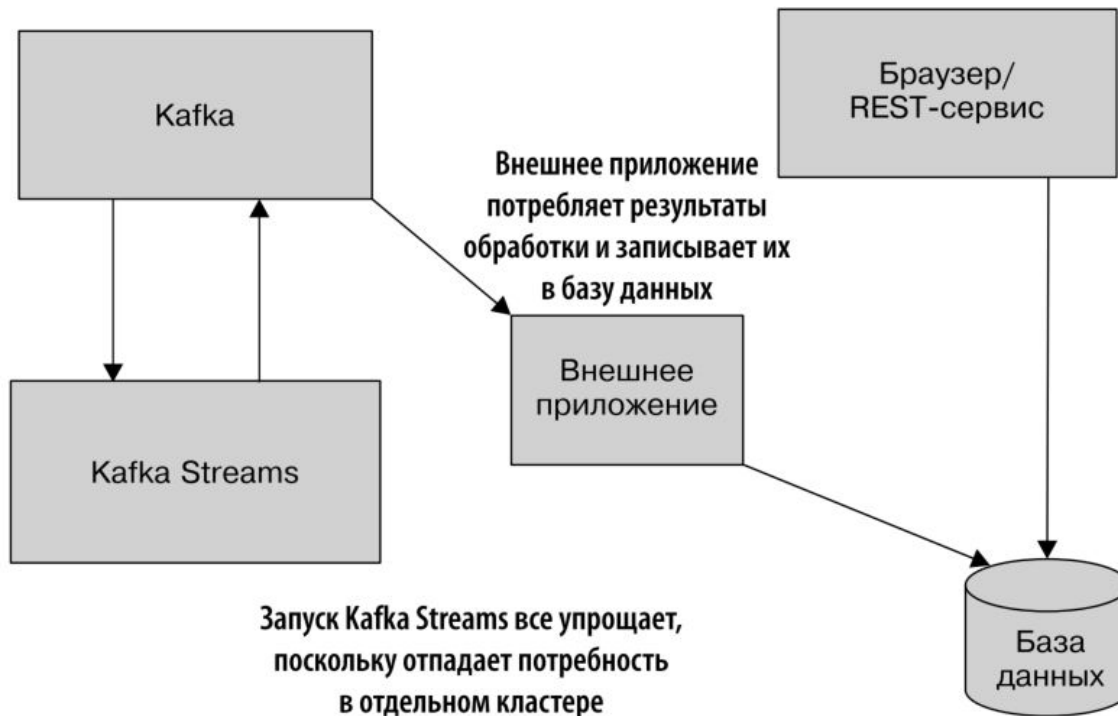 Kafka
Браузер/
REST-сервис
Внешнее приложение
потребляет результаты
обработки и записывает их
в базу данных
Внешнее
приложение
Kafka Streams
Запуск Kafka Streams все упрощает,
поскольку отпадает потребность
в отдельном кластере
База
данных